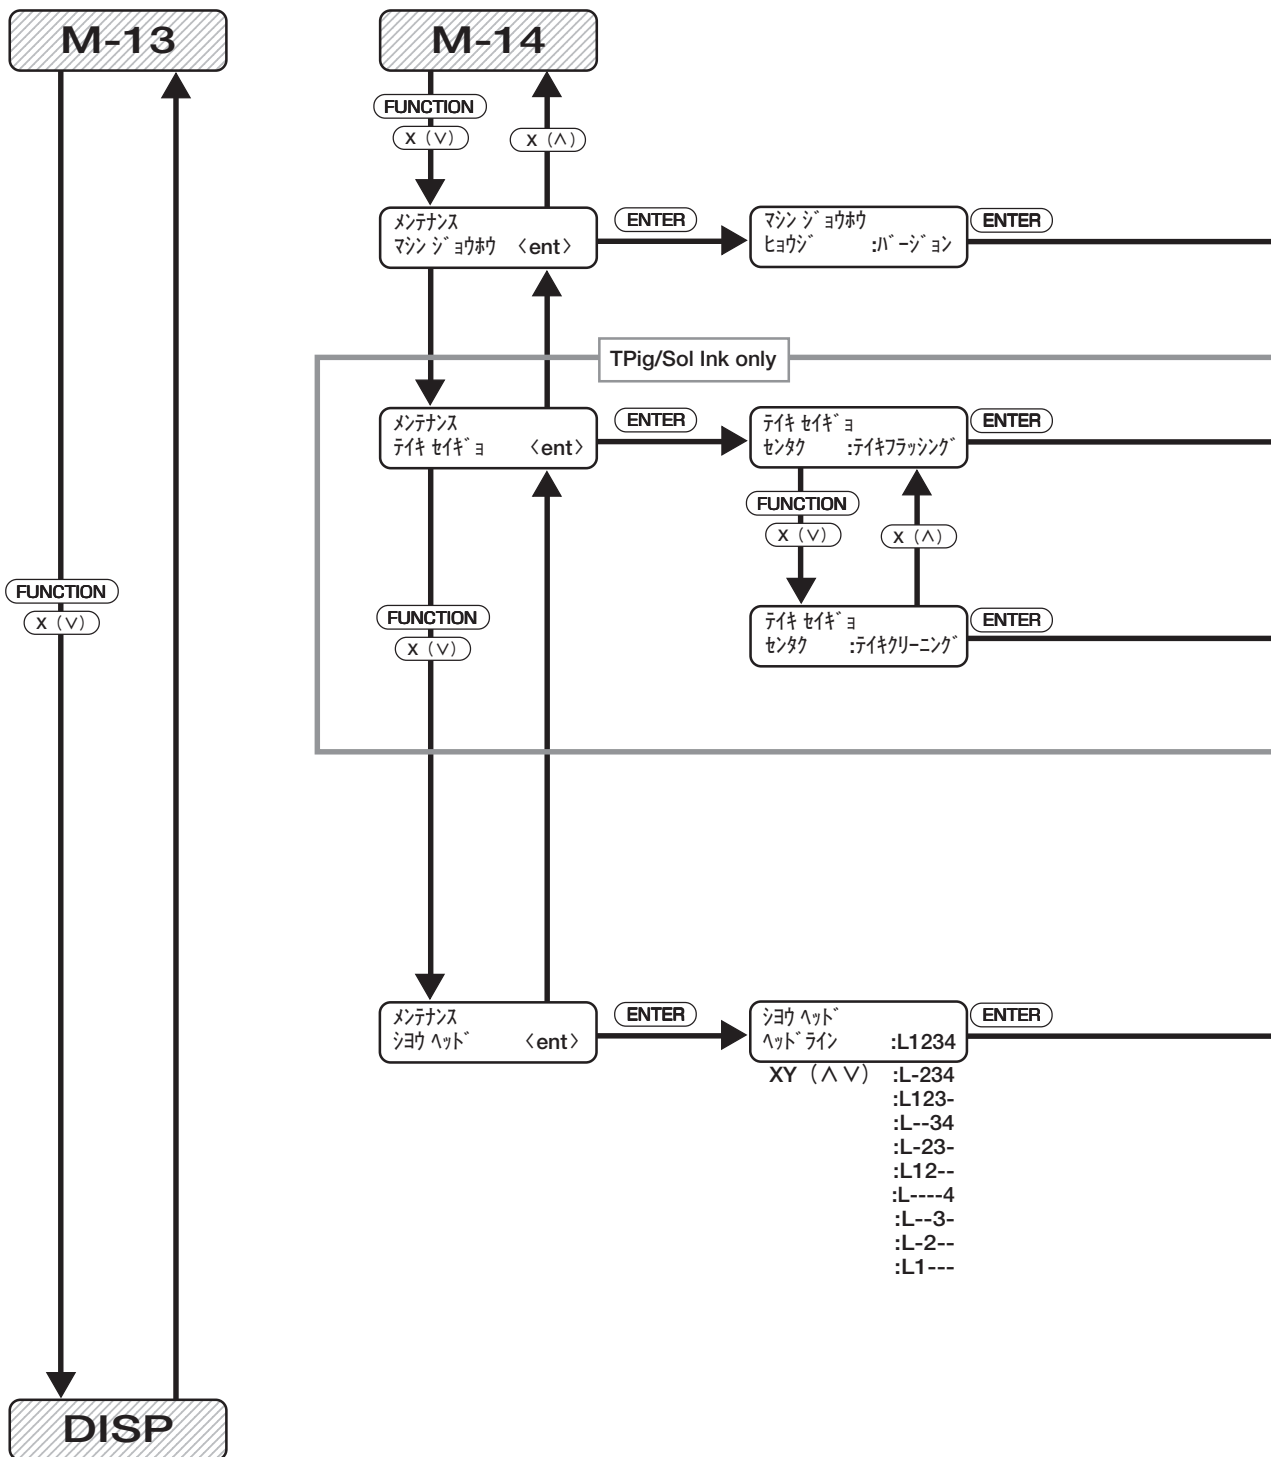 M-13
M-14
FUNCTION
X (∨)
X (∧)
メンテナンス
マシン ジョウホウ 〈ent〉
ENTER
マシン ジョウホウ
ヒョウジ :バージョン
ENTER
TPig/Sol Ink only
メンテナンス
テイキ セイギョ 〈ent〉
ENTER
テイキ セイギョ
センタク :テイキフラッシング
ENTER
FUNCTION
X (∨)
X (∧)
テイキ セイギョ
センタク :テイキクリーニング
ENTER
FUNCTION
X (∨)
FUNCTION
X (∨)
メンテナンス
シヨウ ヘッド 〈ent〉
ENTER
シヨウ ヘッド
ヘッドライン :L1234
ENTER
XY (∧∨) :L-234
:L123-
:L--34
:L-23-
:L12--
:L----4
:L--3-
:L-2--
:L1---
DISP